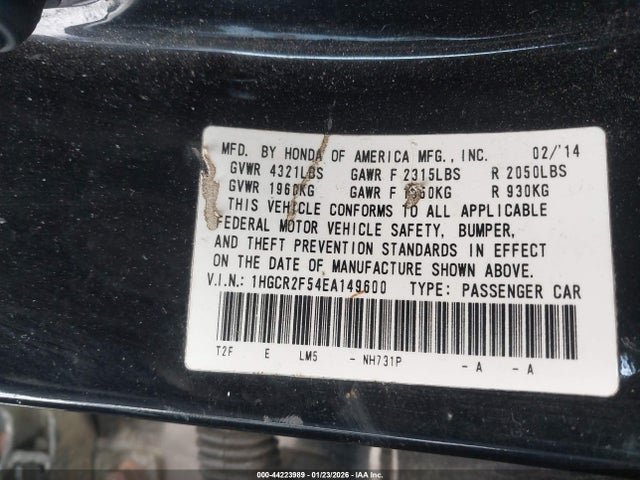 MFD. BY HONDA OF AMERICA MFG., INC. 02/'14
GVWR 4321LBS GAWR F 2315LBS R 2050LBS
GVWR 1960KG GAWR F R 930KG
THIS VEHICLE CONFORMS TO ALL APPLICABLE
FEDERAL MOTOR VEHICLE SAFETY, BUMPER,
AND THEFT PREVENTION STANDARDS IN EFFECT
ON THE DATE OF MANUFACTURE SHOWN ABOVE.
V.I.N.: 1HGCR2F54EA149600 TYPE: PASSENGER CAR
T2F E LM5 - NH731P - A - A
000-44223989 - 01/23/2026 - IAAI.COM